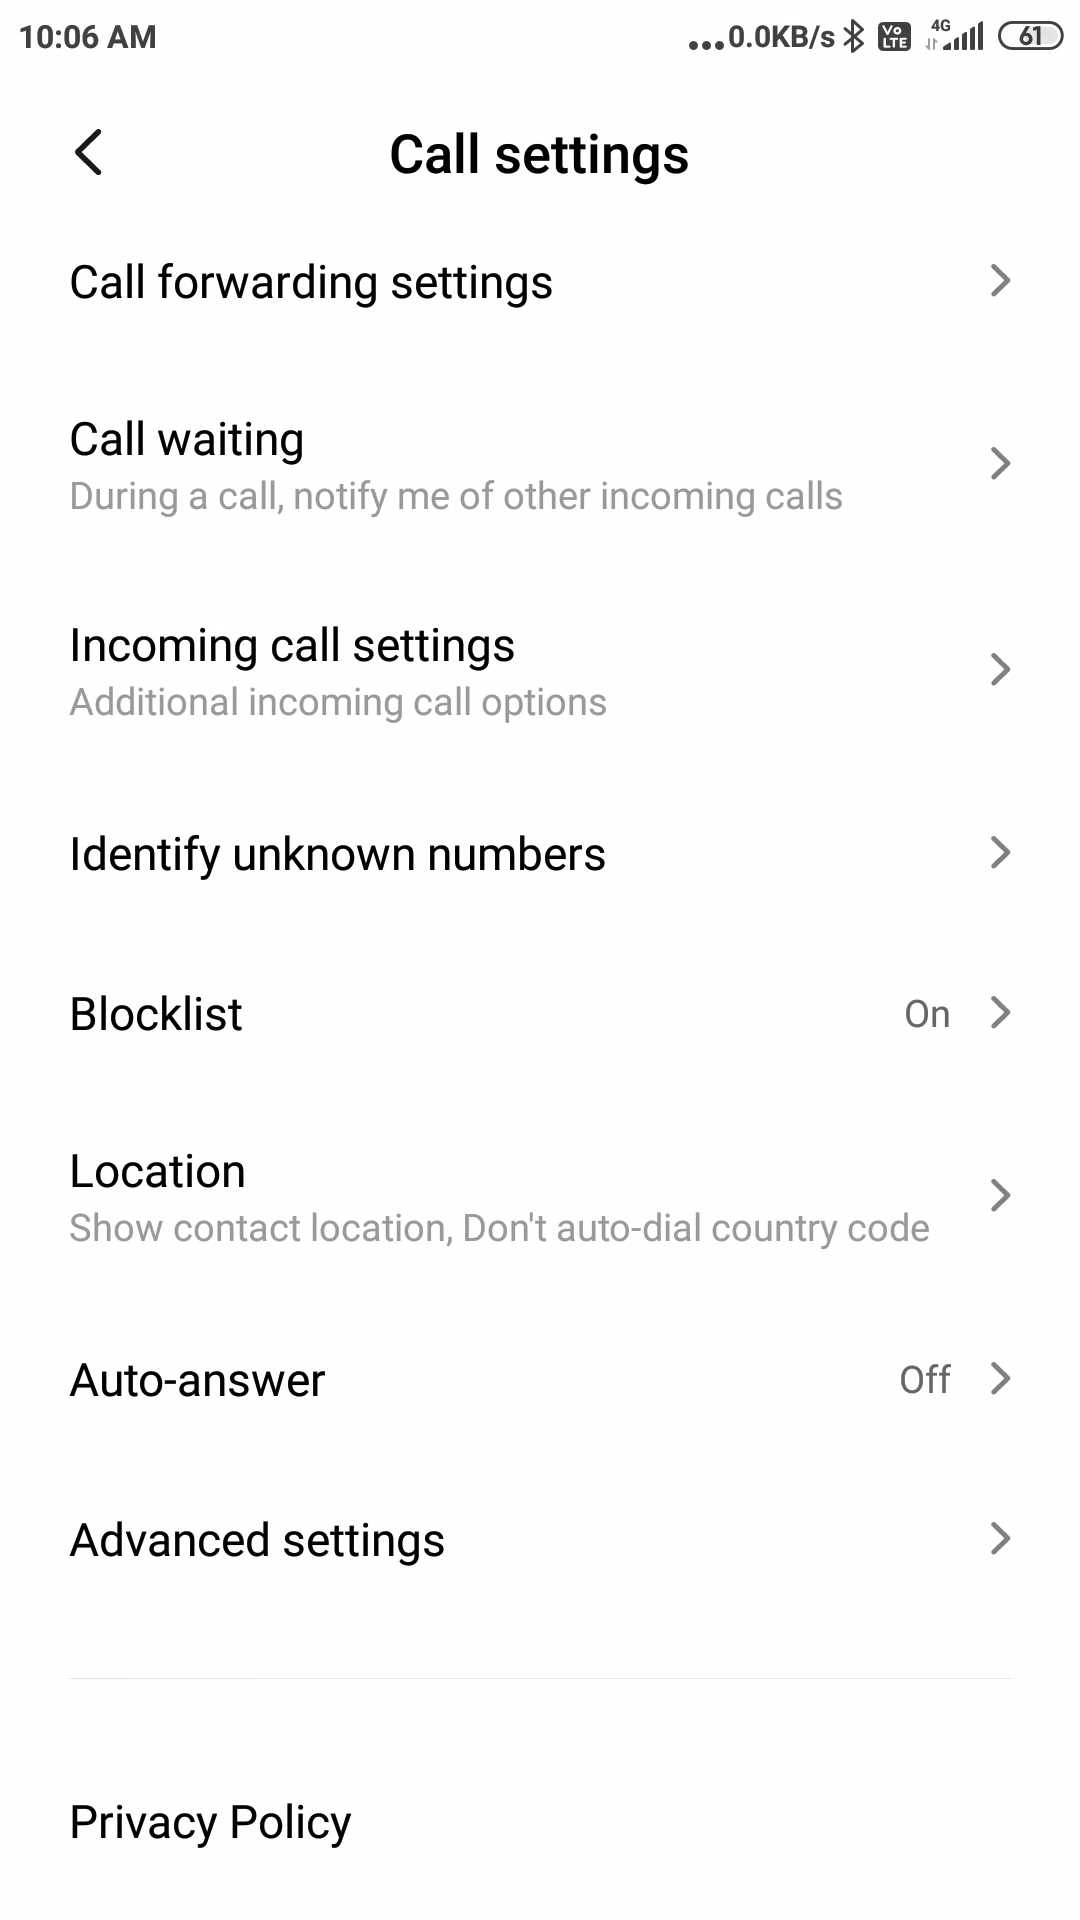 10:06 AM
...0.0KB/s Vo LTE 4G 61
Call settings
Call forwarding settings
Call waiting
During a call, notify me of other incoming calls
Incoming call settings
Additional incoming call options
Identify unknown numbers
Blocklist On
Location
Show contact location, Don't auto-dial country code
Auto-answer Off
Advanced settings
Privacy Policy